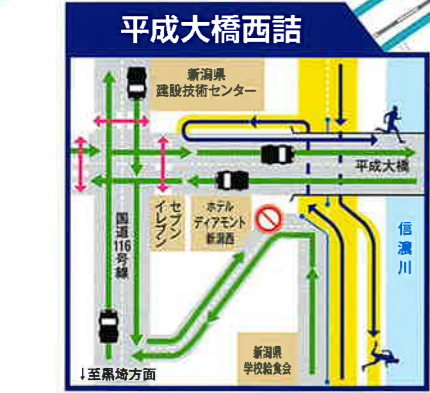 平成大橋西詰
新潟県
建設技術センター
平成大橋
国道116号線
セブン
イレブン
ホテル
ディアモント
新潟西
信濃川
新潟県
学校給食会
↓至黒埼方面